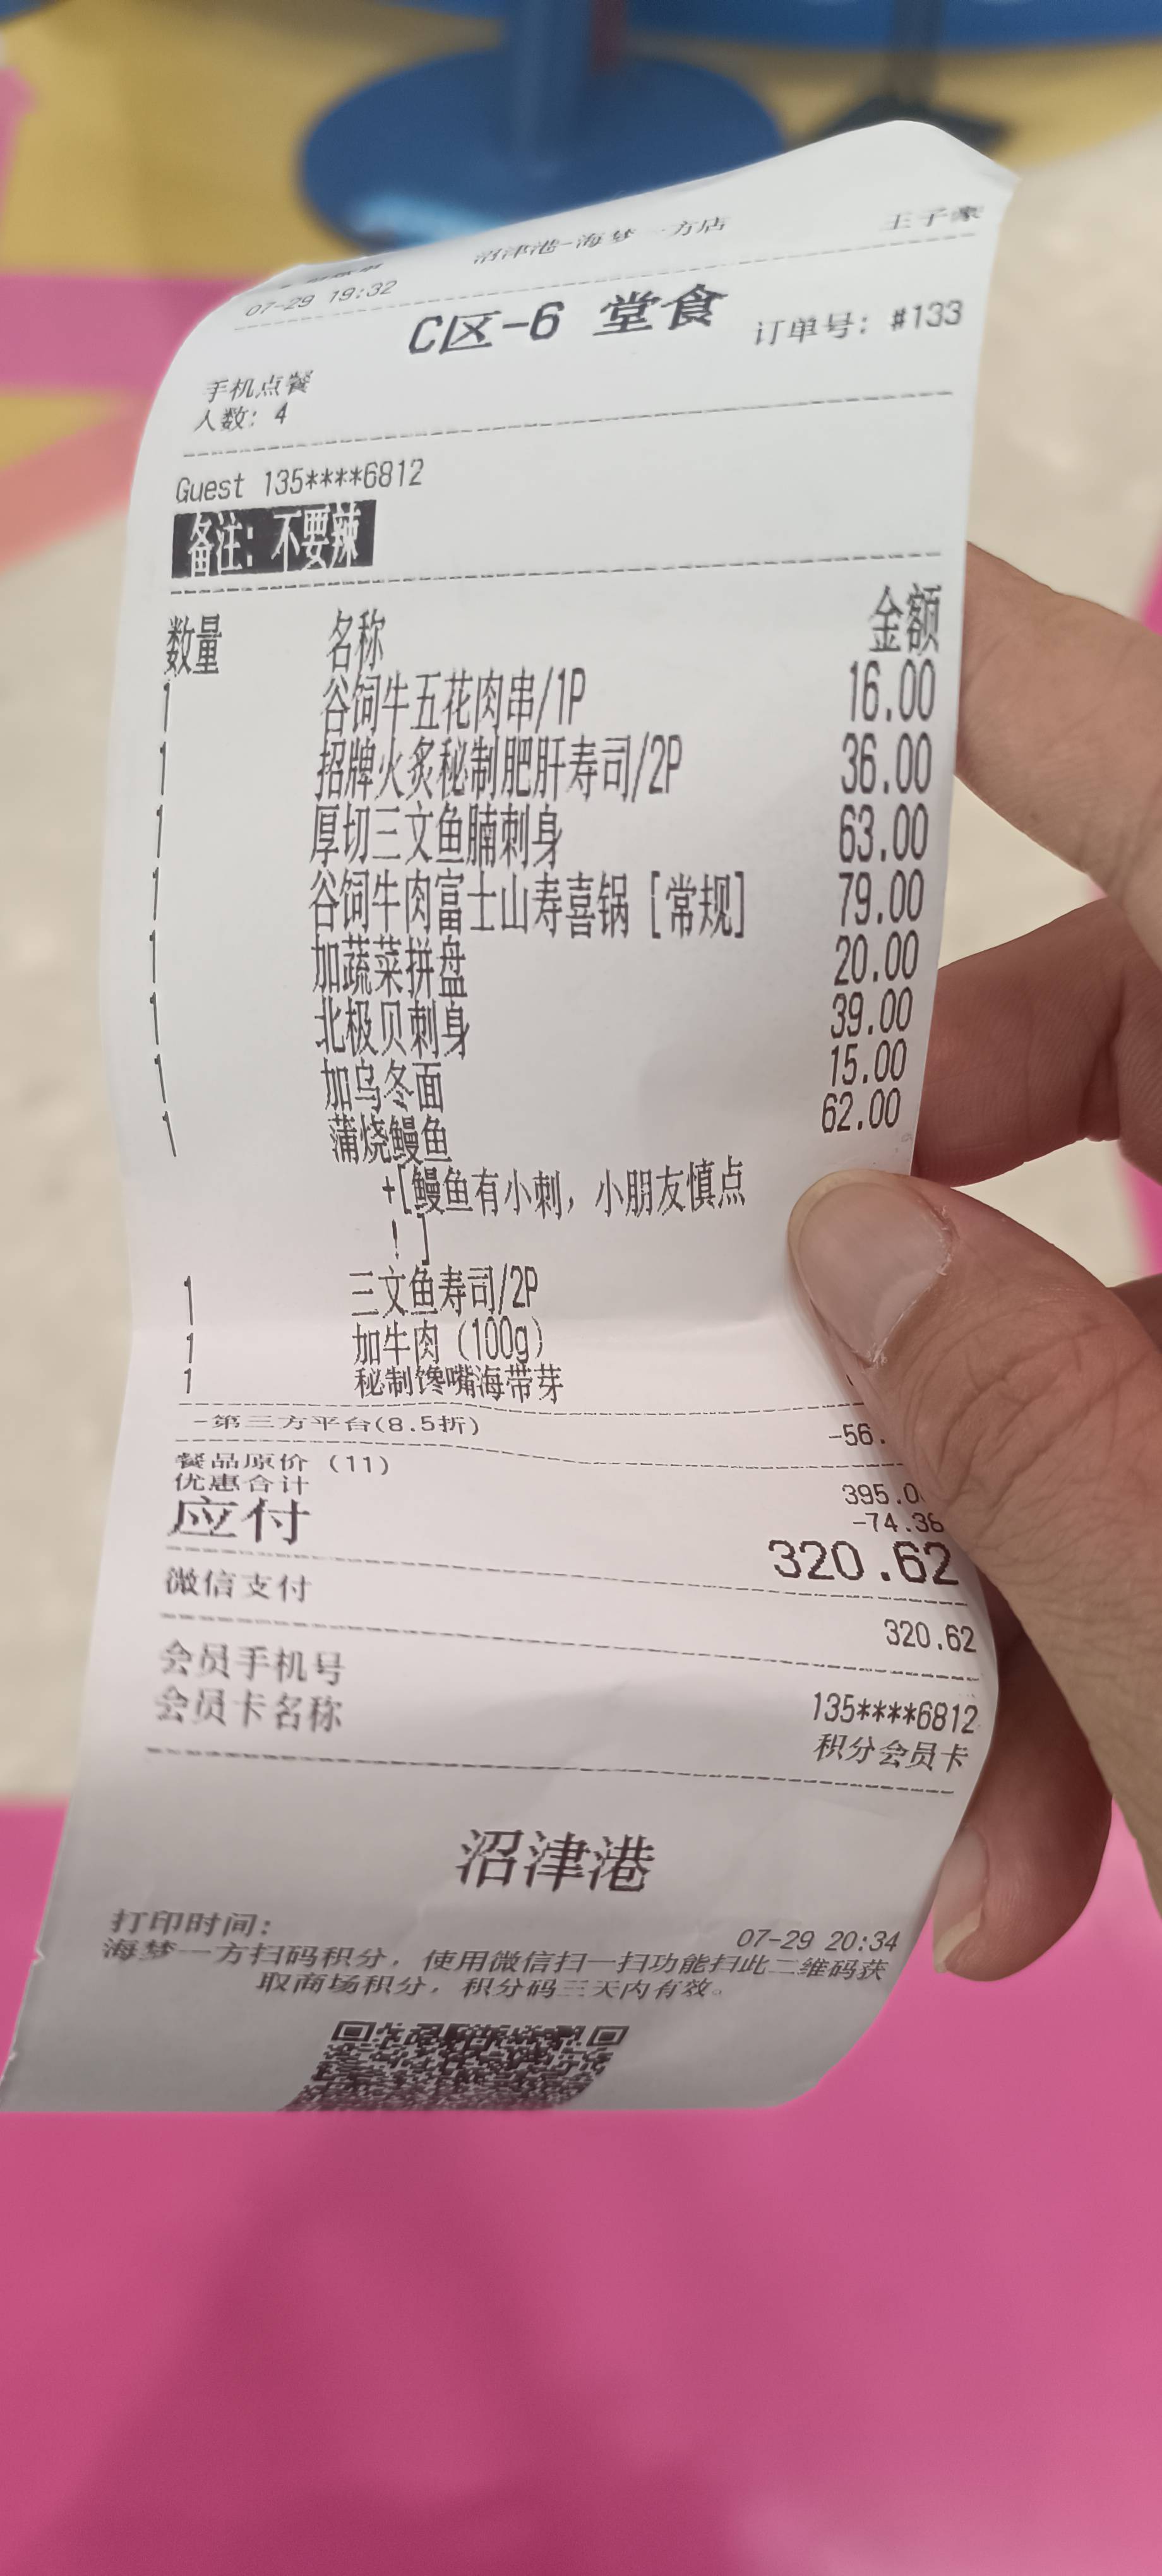 沼津港-海梦一方店 王子豪
07-29 19:32
C区-6 堂食 订单号: #133
手机点餐
人数: 4
Guest 135****6812
备注: 不要辣
数量 名称 金额
1 谷饲牛五花肉串/1P 16.00
1 招牌火炙秘制肥肝寿司/2P 36.00
1 厚切三文鱼腩刺身 63.00
1 谷饲牛肉富士山寿喜锅 [常规] 79.00
1 加蔬菜拼盘 20.00
1 北极贝刺身 39.00
1 加乌冬面 15.00
1 蒲烧鳗鱼 62.00
+[鳗鱼有小刺, 小朋友慎点
! ]
1 三文鱼寿司/2P
1 加牛肉 (100g)
1 秘制馋嘴海带芽
-第三方平台(8.5折) -56.
餐品原价 (11) 395.0
优惠合计 -74.38
应付 320.62
微信支付 320.62
会员手机号 135****6812
会员卡名称 积分会员卡
沼津港
打印时间: 07-29 20:34
海梦一方扫码积分, 使用微信扫一扫功能扫此二维码获
取商场积分, 积分码三天内有效。